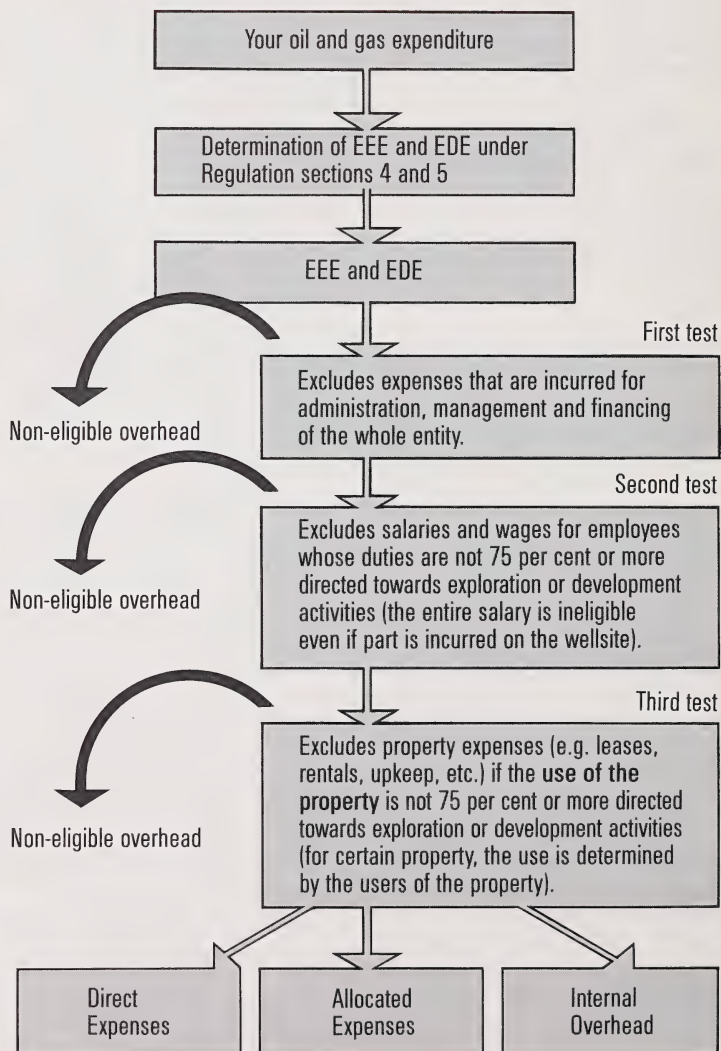 Your oil and gas expenditure
Determination of EEE and EDE under
Regulation sections 4 and 5
EEE and EDE
First test
Excludes expenses that are incurred for
administration, management and financing
of the whole entity.
Non-eligible overhead
Second test
Excludes salaries and wages for employees
whose duties are not 75 per cent or more
directed towards exploration or development
activities (the entire salary is ineligible
even if part is incurred on the wellsite).
Non-eligible overhead
Third test
Excludes property expenses (e.g. leases,
rentals, upkeep, etc.) if the use of the
property is not 75 per cent or more directed
towards exploration or development activities
(for certain property, the use is determined
by the users of the property).
Non-eligible overhead
Direct
Expenses
Allocated
Expenses
Internal
Overhead